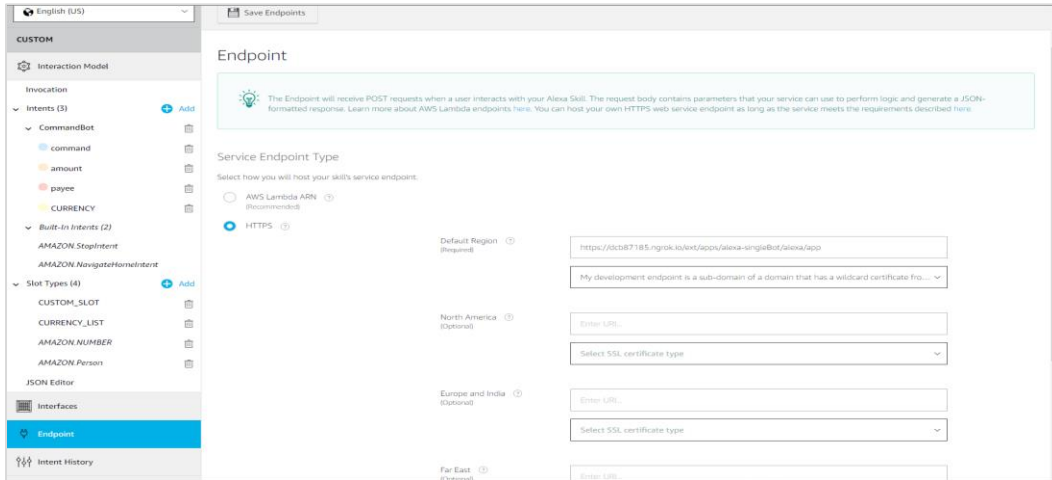 English (US)
Save Endpoints
CUSTOM
Interaction Model
Invocation
Intents (3)
Add
CommandBot
command
amount
payee
CURRENCY
Built-In Intents (2)
AMAZON.StopIntent
AMAZON.NavigateHomeIntent
Slot Types (4)
Add
CUSTOM_SLOT
CURRENCY_LIST
AMAZON.NUMBER
AMAZON.Person
JSON Editor
Interfaces
Endpoint
Intent History
Endpoint
The Endpoint will receive POST requests when a user interacts with your Alexa Skill. The request body contains parameters that your service can use to perform logic and generate a JSON-
formatted response. Learn more about AWS Lambda endpoints here. You can host your own HTTPS web service endpoint as long as the service meets the requirements described here.
Service Endpoint Type
Select how you will host your skill's service endpoint.
AWS Lambda ARN
(Recommended)
HTTPS
Default Region
(Required)
https://dcb87185.ngrok.io/ext/apps/alexa-singleBot/alexa/app
My development endpoint is a sub-domain of a domain that has a wildcard certificate fro...
North America
(Optional)
Enter URL...
Select SSL certificate type
Europe and India
(Optional)
Enter URL...
Select SSL certificate type
Far East
(Optional)
Enter URL...